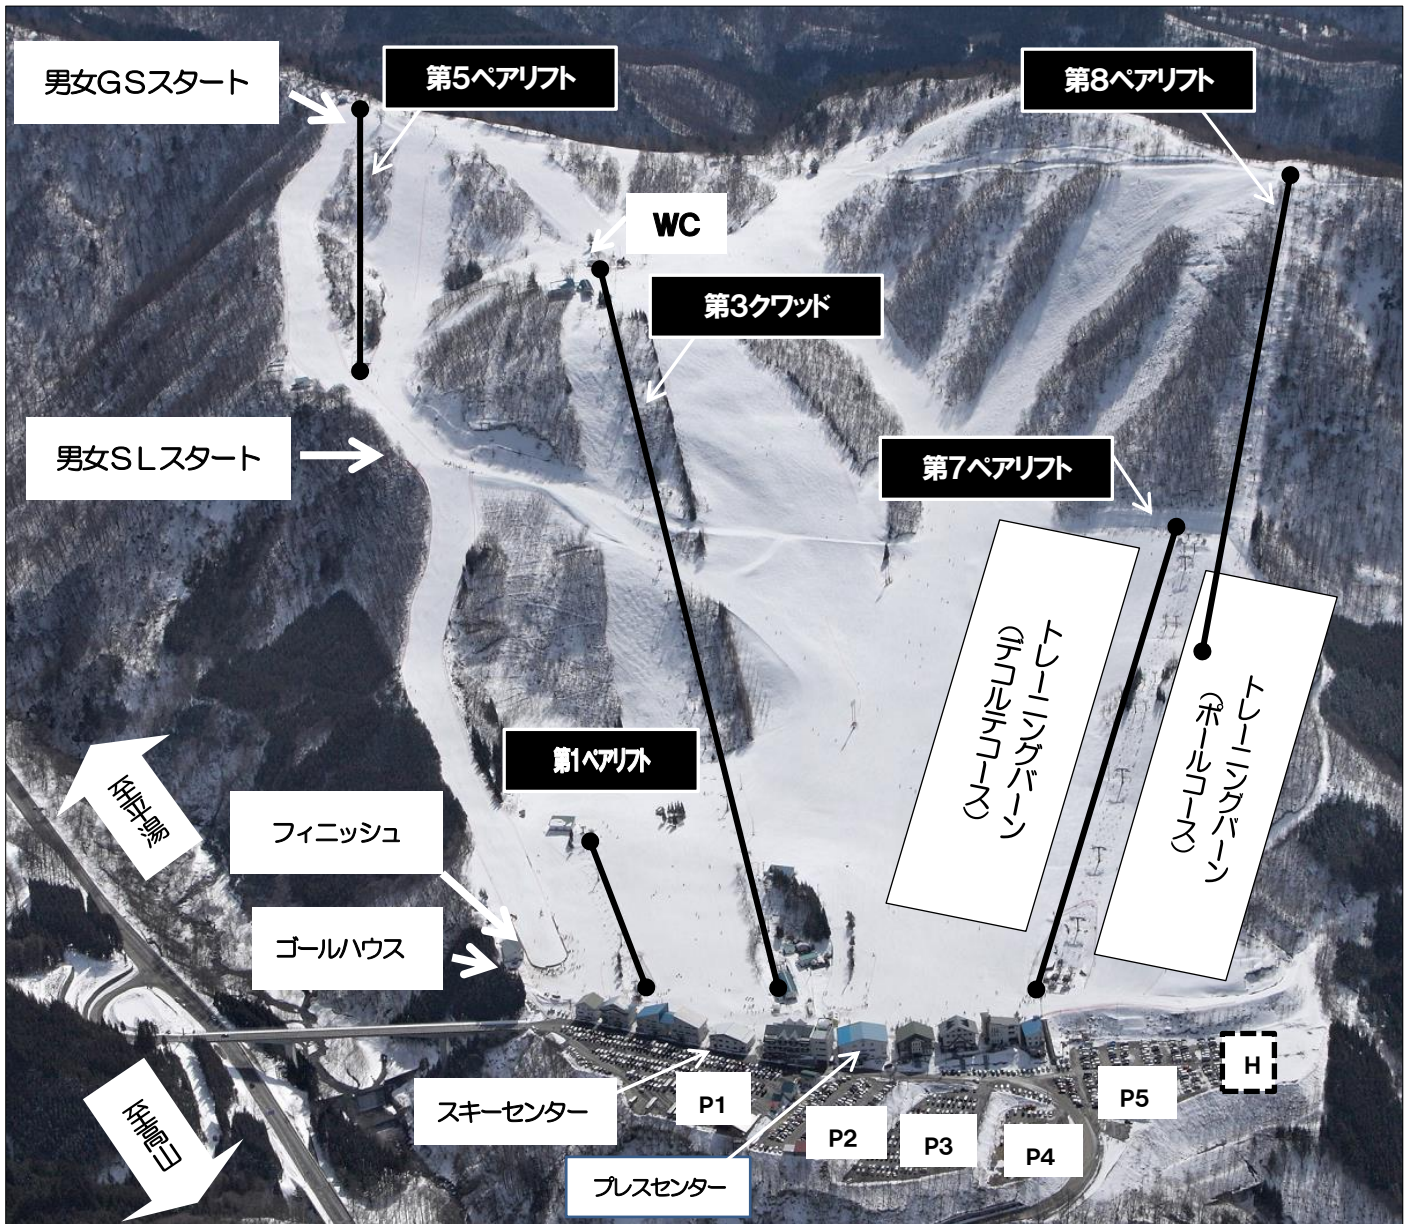 男女GSスタート
第5ペアリフト
第8ペアリフト
WC
第3クワッド
男女SLスタート
第7ペアリフト
トレーニングバーン
（デコルテコース）
トレーニングバーン
（ポールコース）
第1ペアリフト
至平湯
フィニッシュ
ゴールハウス
至高山
スキーセンター
P1
P2
P3
P4
P5
H
プレスセンター